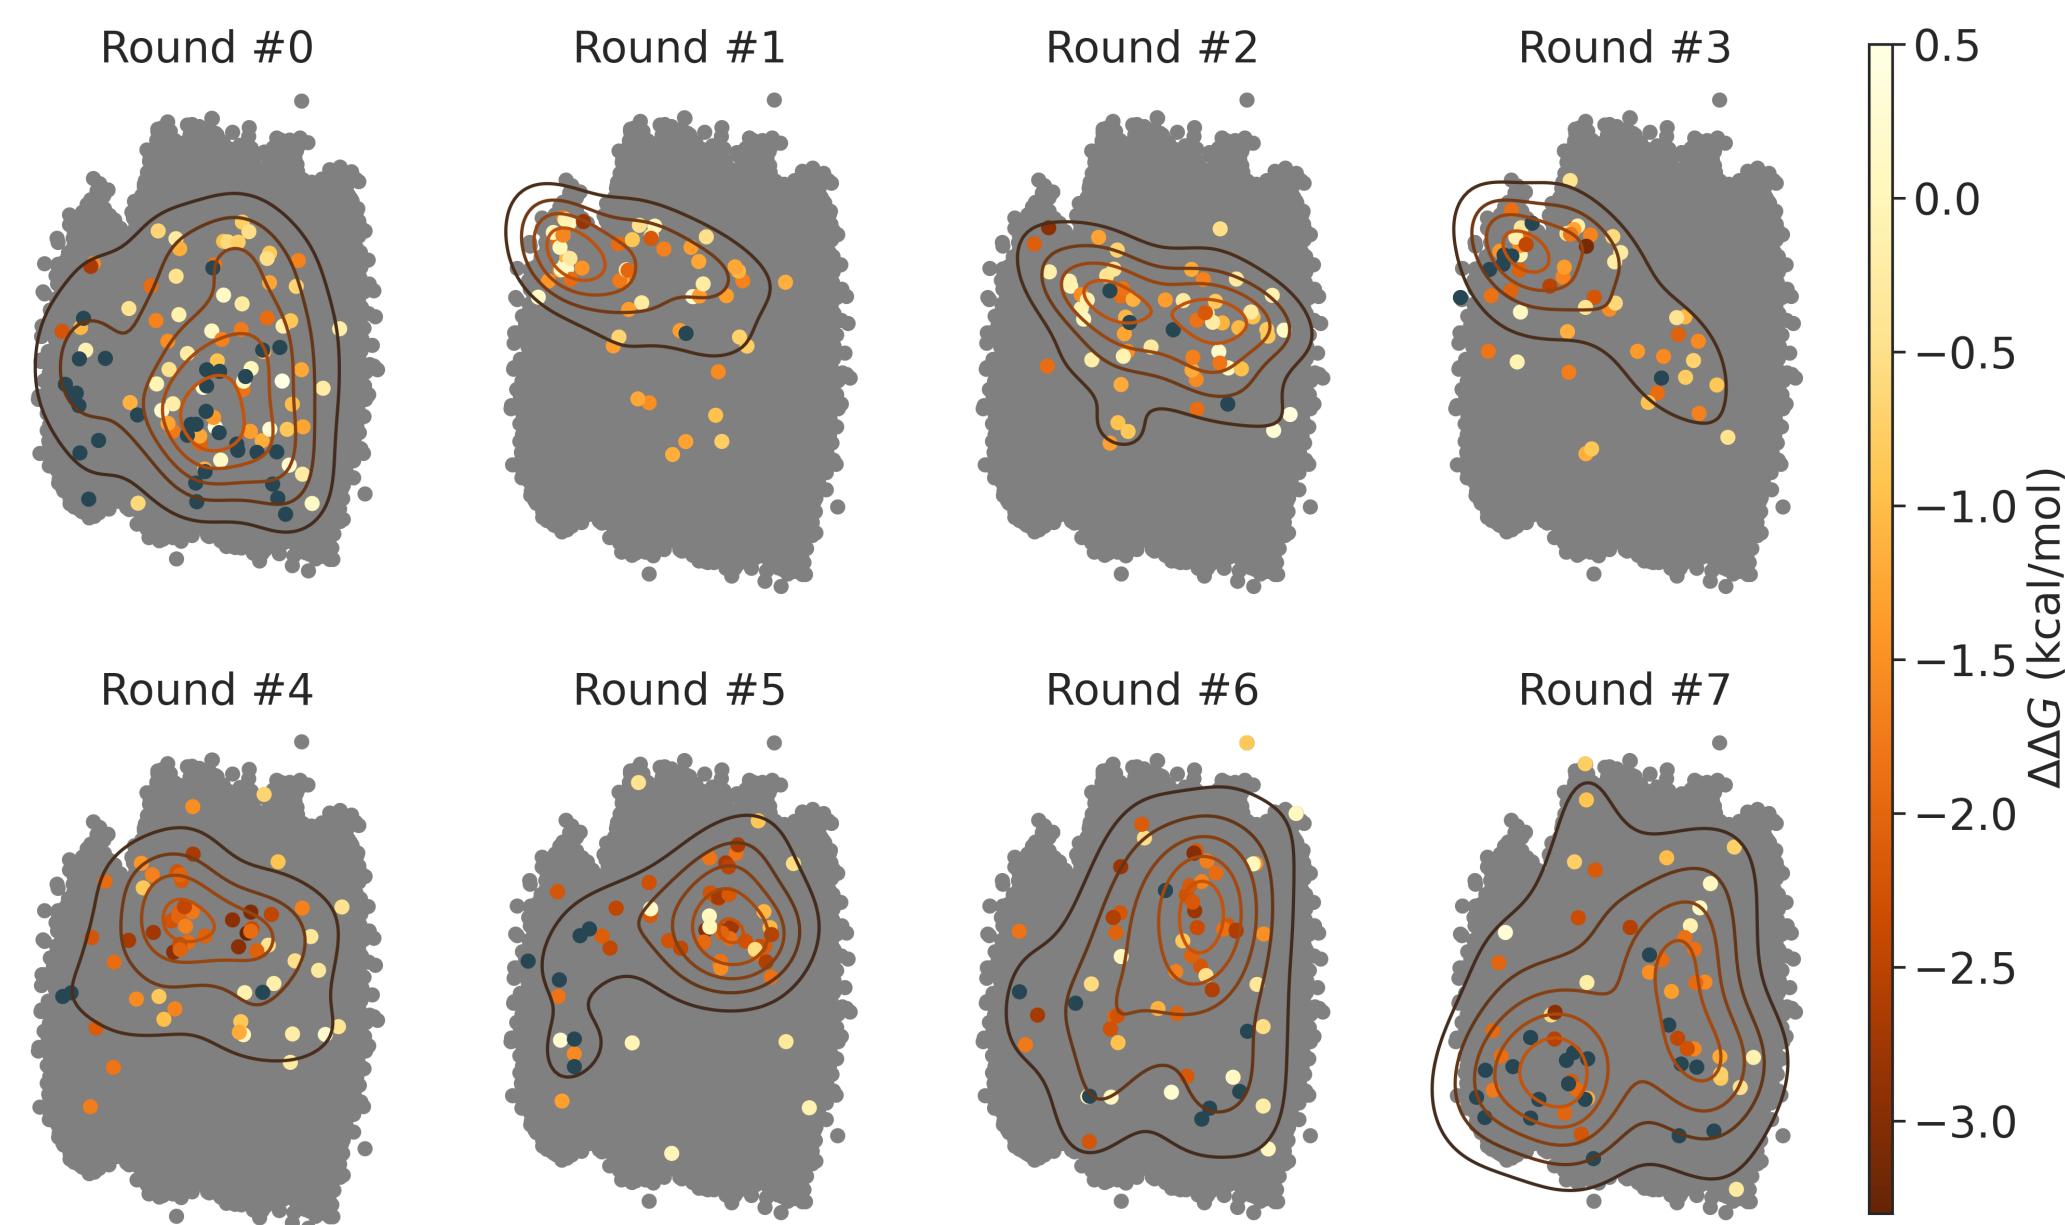 Round #0
Round #1
Round #2
Round #3
0.5
0.0
−0.5
−1.0
−1.5
−2.0
−2.5
−3.0
ΔΔG (kcal/mol)
Round #4
Round #5
Round #6
Round #7